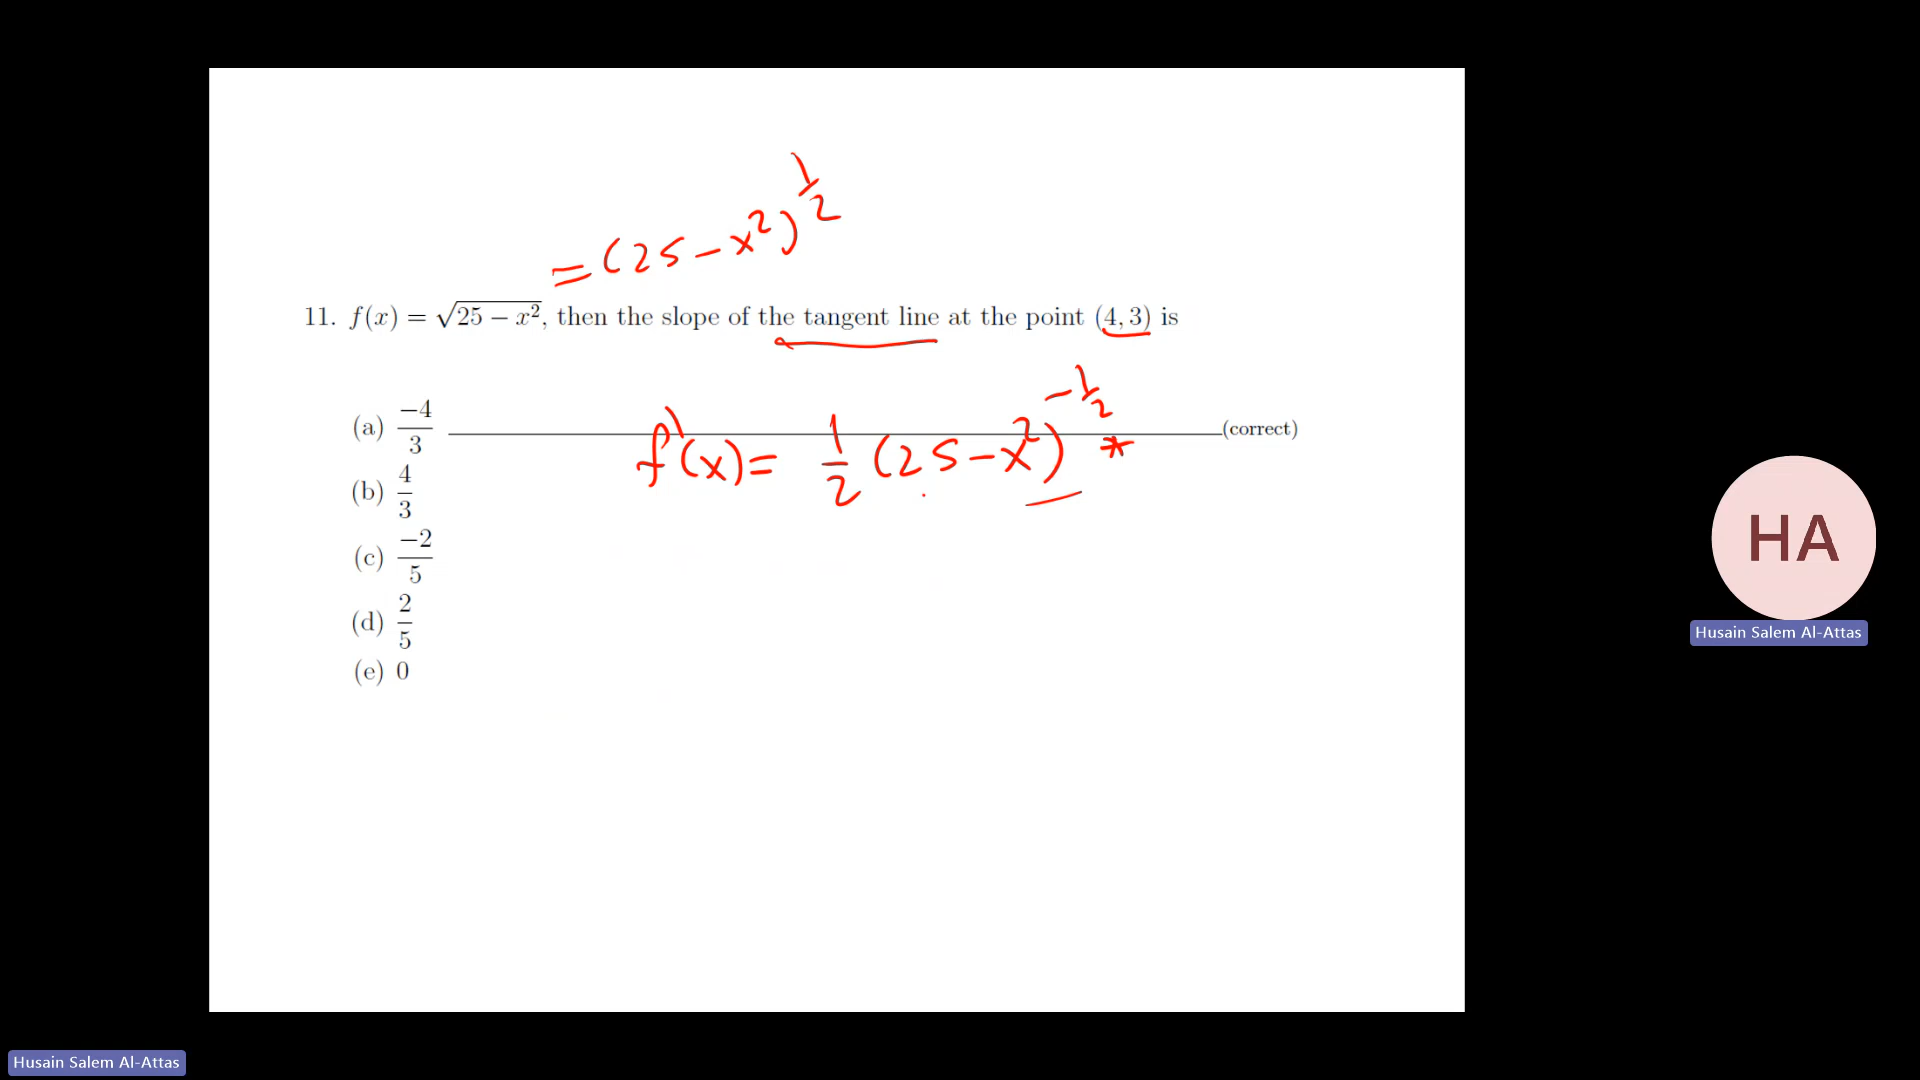 = (25 - x²)^½
11. f(x) = √25 − x², then the slope of the tangent line at the point (4, 3) is
(a) −4/3 (correct)
f'(x) = ½ (25 - x²)^-½ *
(b) 4/3
(c) −2/5
(d) 2/5
(e) 0
HA
Husain Salem Al-Attas
Husain Salem Al-Attas